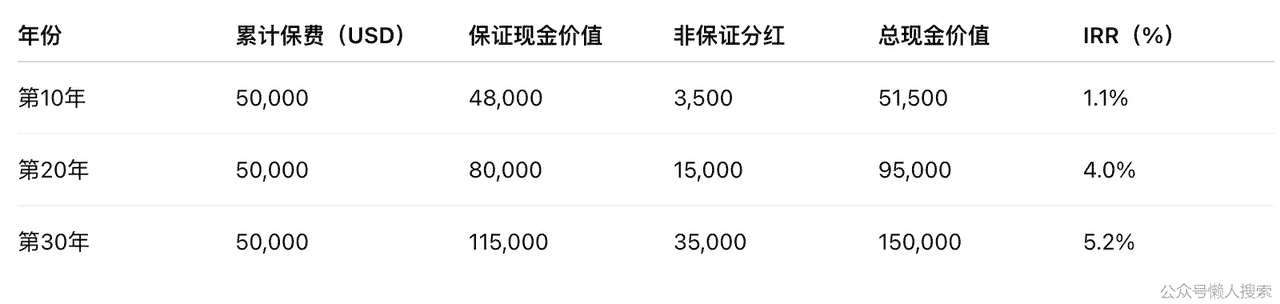 年份 累计保费（USD） 保证现金价值 非保证分红 总现金价值 IRR（%）
第10年 50,000 48,000 3,500 51,500 1.1%
第20年 50,000 80,000 15,000 95,000 4.0%
第30年 50,000 115,000 35,000 150,000 5.2%
公众号懒人搜索